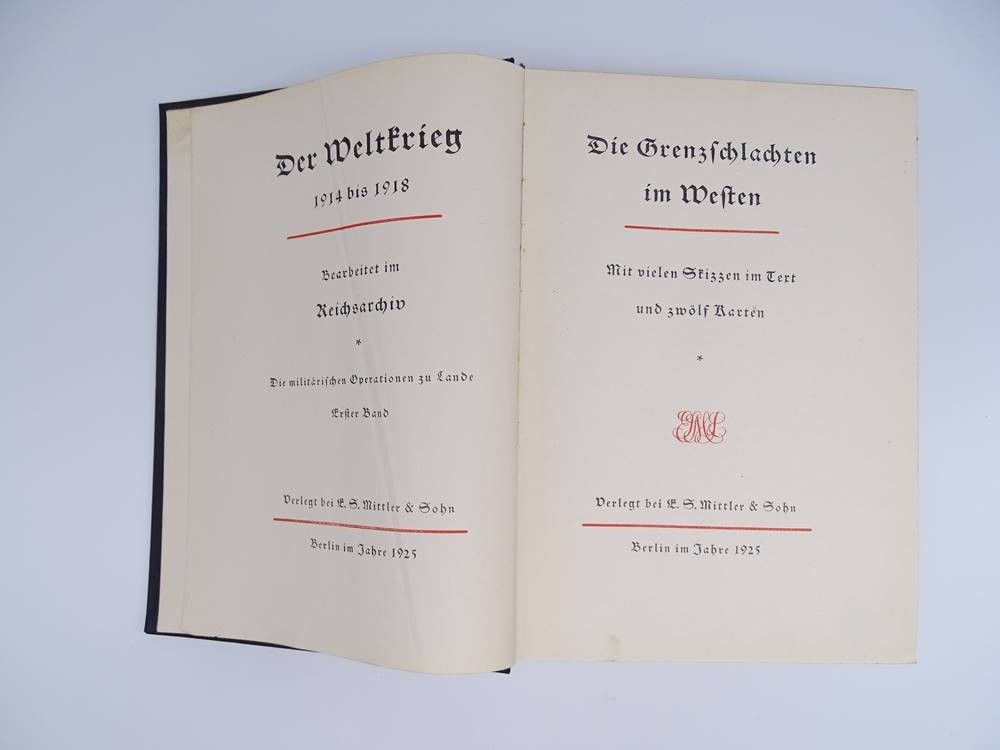 Der Weltkrieg
1914 bis 1918
Bearbeitet im
Reichsarchiv
*
Die militärischen Operationen zu Lande
Erster Band
Verlegt bei E. S. Mittler & Sohn
Berlin im Jahre 1925
Die Grenzschlachten
im Westen
Mit vielen Skizzen im Text
und zwölf Karten
*
Verlegt bei E. S. Mittler & Sohn
Berlin im Jahre 1925